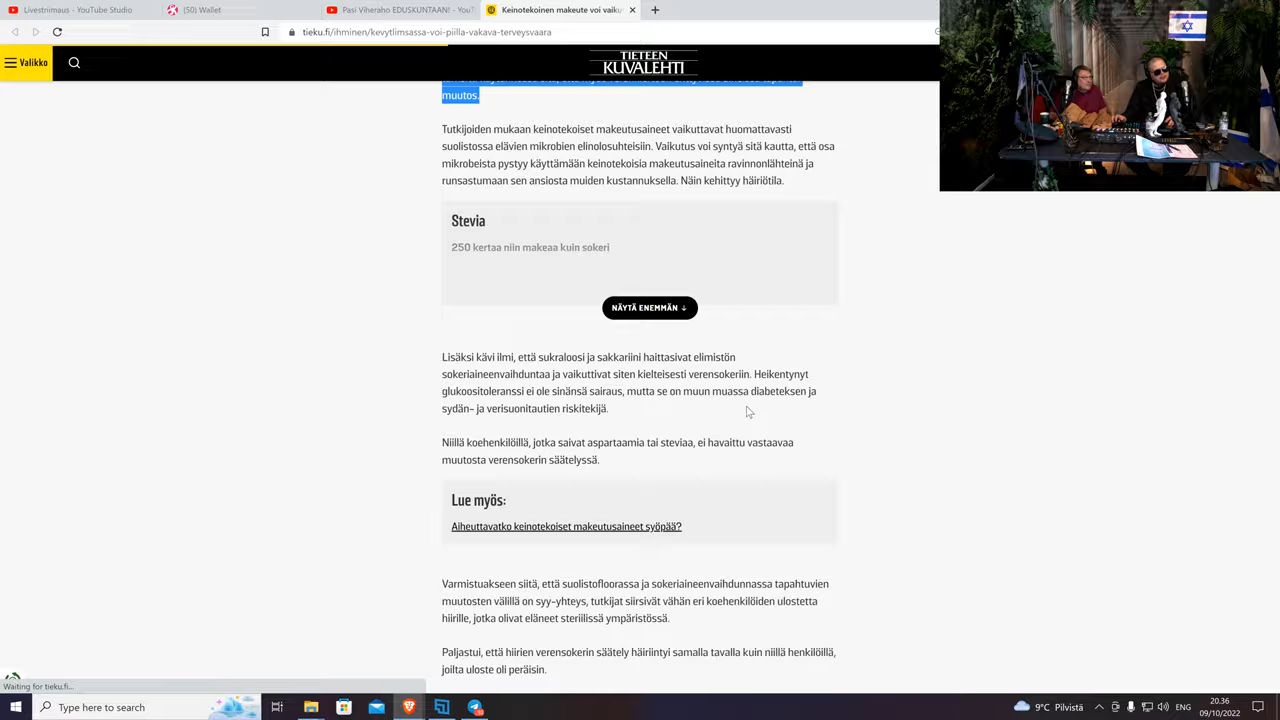 Livestriimaus - YouTube Studio
(50) Wallet
Pasi Viheraho EDUSKUNTAAN! - YouT
Keinotekoinen makeute voi vaiku
tieku.fi/ihminen/kevytlimsassa-voi-piilla-vakava-terveysvaara
Valikko
TIETEEN
KUVALEHTI
muutos.
Tutkijoiden mukaan keinotekoiset makeutusaineet vaikuttavat huomattavasti
suolistossa elävien mikrobien elinolosuhteisiin. Vaikutus voi syntyä sitä kautta, että osa
mikrobeista pystyy käyttämään keinotekoisia makeutusaineita ravinnonlähteinä ja
runsastumaan sen ansiosta muiden kustannuksella. Näin kehittyy häiriötila.
Stevia
250 kertaa niin makeaa kuin sokeri
NÄYTÄ ENEMMÄN ↓
Lisäksi kävi ilmi, että sukraloosi ja sakkariini haittasivat elimistön
sokeriaineenvaihduntaa ja vaikuttivat siten kielteisesti verensokeriin. Heikentynyt
glukoositoleranssi ei ole sinänsä sairaus, mutta se on muun muassa diabeteksen ja
sydän- ja verisuonitautien riskitekijä.
Niillä koehenkilöillä, jotka saivat aspartaamia tai steviaa, ei havaittu vastaavaa
muutosta verensokerin säätelyssä.
Lue myös:
Aiheuttavatko keinotekoiset makeutusaineet syöpää?
Varmistuakseen siitä, että suolistofloorassa ja sokeriaineenvaihdunnassa tapahtuvien
muutosten välillä on syy-yhteys, tutkijat siirsivät vähän eri koehenkilöiden ulostetta
hiirille, jotka olivat eläneet steriilissä ympäristössä.
Paljastui, että hiirien verensokerin säätely häiriintyi samalla tavalla kuin niillä henkilöillä,
joilta uloste oli peräisin.
Waiting for tieku.fi...
Type here to search
9°C Pilvistä
20.36
09/10/2022